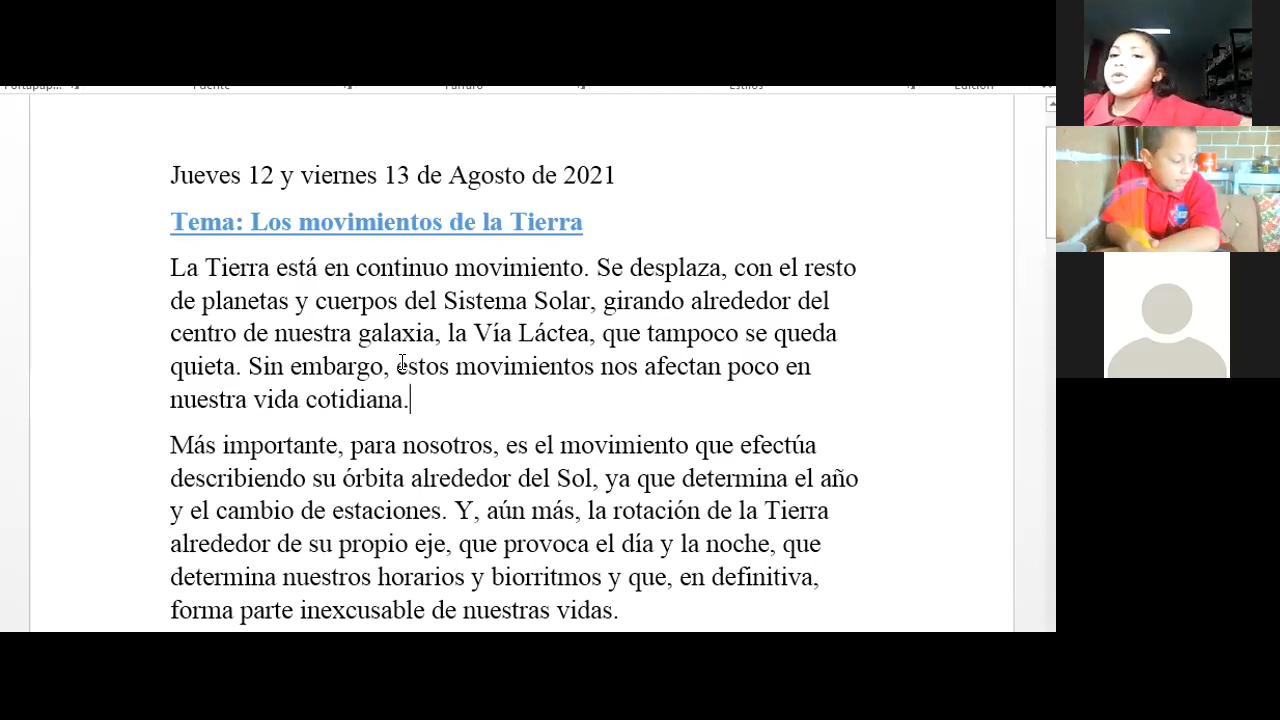 Jueves 12 y viernes 13 de Agosto de 2021
Tema: Los movimientos de la Tierra
La Tierra está en continuo movimiento. Se desplaza, con el resto
de planetas y cuerpos del Sistema Solar, girando alrededor del
centro de nuestra galaxia, la Vía Láctea, que tampoco se queda
quieta. Sin embargo, estos movimientos nos afectan poco en
nuestra vida cotidiana.
Más importante, para nosotros, es el movimiento que efectúa
describiendo su órbita alrededor del Sol, ya que determina el año
y el cambio de estaciones. Y, aún más, la rotación de la Tierra
alrededor de su propio eje, que provoca el día y la noche, que
determina nuestros horarios y biorritmos y que, en definitiva,
forma parte inexcusable de nuestras vidas.